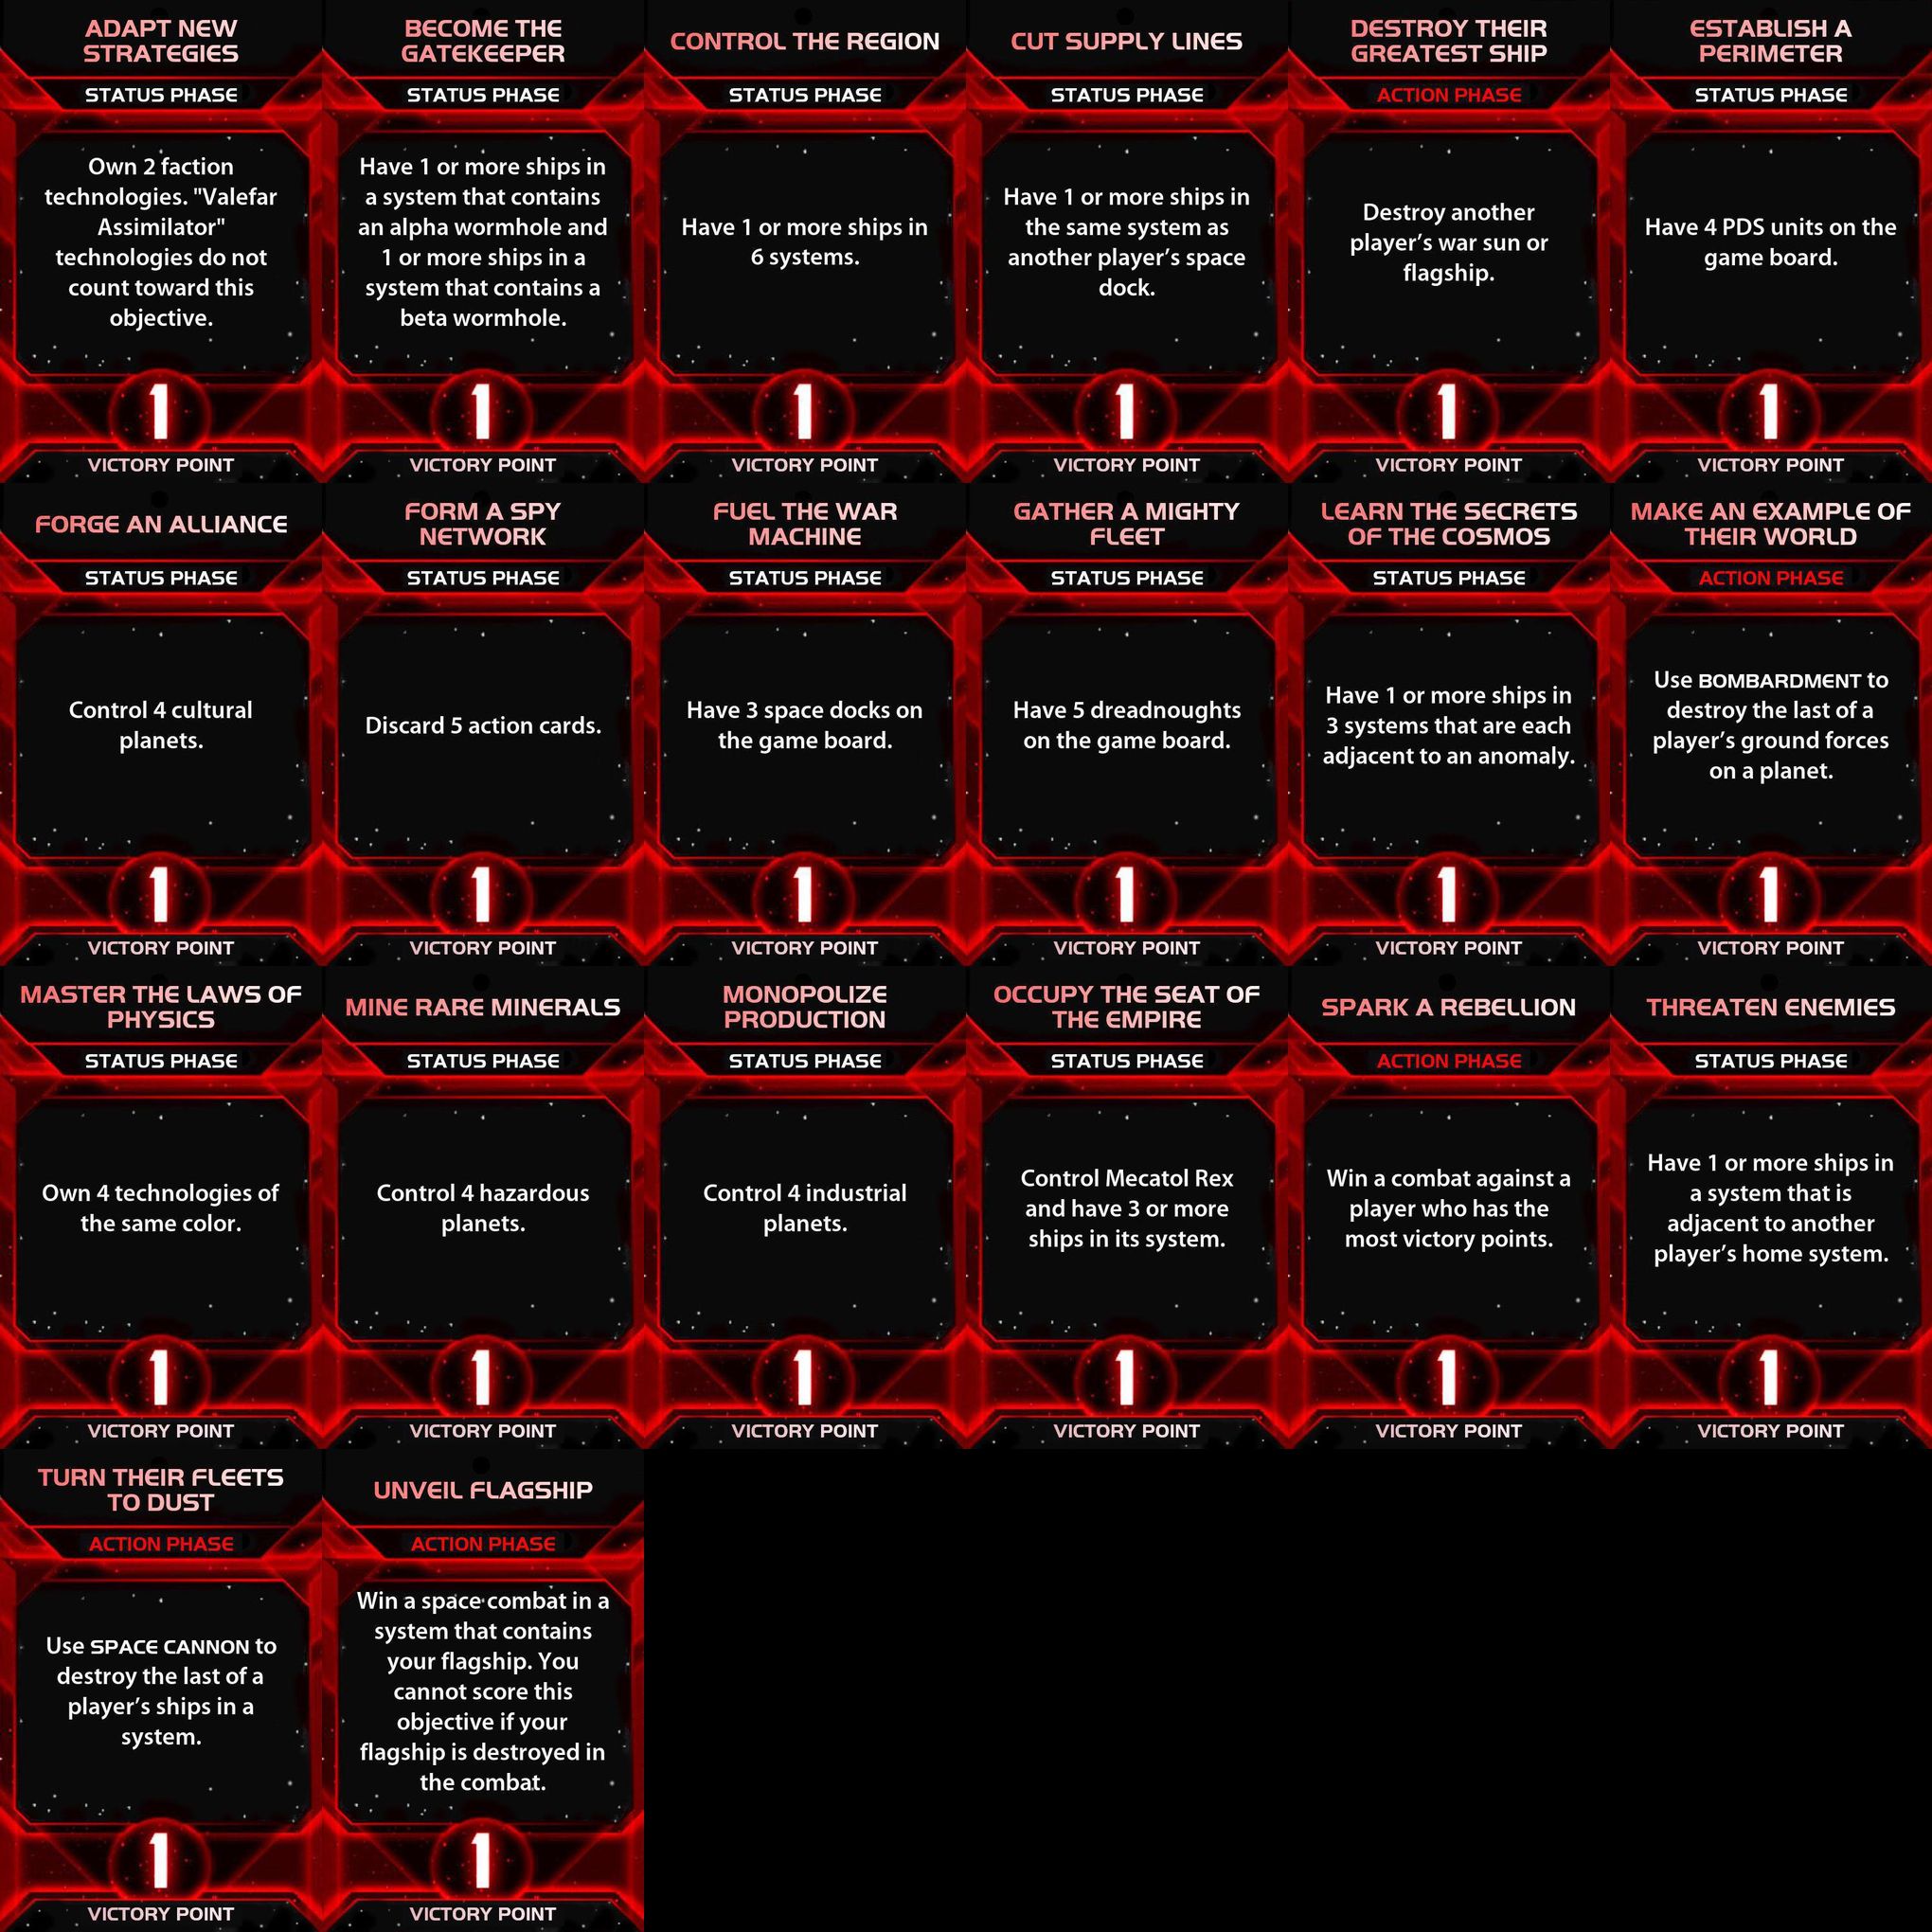 ADAPT NEW
STRATEGIES
STATUS PHASE
Own 2 faction
technologies. "Valefar
Assimilator"
technologies do not
count toward this
objective.
1
VICTORY POINT
BECOME THE
GATEKEEPER
STATUS PHASE
Have 1 or more ships in
a system that contains
an alpha wormhole and
1 or more ships in a
system that contains a
beta wormhole.
1
VICTORY POINT
CONTROL THE REGION
STATUS PHASE
Have 1 or more ships in
6 systems.
1
VICTORY POINT
CUT SUPPLY LINES
STATUS PHASE
Have 1 or more ships in
the same system as
another player’s space
dock.
1
VICTORY POINT
DESTROY THEIR
GREATEST SHIP
ACTION PHASE
Destroy another
player’s war sun or
flagship.
1
VICTORY POINT
ESTABLISH A
PERIMETER
STATUS PHASE
Have 4 PDS units on the
game board.
1
VICTORY POINT
FORGE AN ALLIANCE
STATUS PHASE
Control 4 cultural
planets.
1
VICTORY POINT
FORM A SPY
NETWORK
STATUS PHASE
Discard 5 action cards.
1
VICTORY POINT
FUEL THE WAR
MACHINE
STATUS PHASE
Have 3 space docks on
the game board.
1
VICTORY POINT
GATHER A MIGHTY
FLEET
STATUS PHASE
Have 5 dreadnoughts
on the game board.
1
VICTORY POINT
LEARN THE SECRETS
OF THE COSMOS
STATUS PHASE
Have 1 or more ships in
3 systems that are each
adjacent to an anomaly.
1
VICTORY POINT
MAKE AN EXAMPLE OF
THEIR WORLD
ACTION PHASE
Use BOMBARDMENT to
destroy the last of a
player’s ground forces
on a planet.
1
VICTORY POINT
MASTER THE LAWS OF
PHYSICS
STATUS PHASE
Own 4 technologies of
the same color.
1
VICTORY POINT
MINE RARE MINERALS
STATUS PHASE
Control 4 hazardous
planets.
1
VICTORY POINT
MONOPOLIZE
PRODUCTION
STATUS PHASE
Control 4 industrial
planets.
1
VICTORY POINT
OCCUPY THE SEAT OF
THE EMPIRE
STATUS PHASE
Control Mecatol Rex
and have 3 or more
ships in its system.
1
VICTORY POINT
SPARK A REBELLION
ACTION PHASE
Win a combat against a
player who has the
most victory points.
1
VICTORY POINT
THREATEN ENEMIES
STATUS PHASE
Have 1 or more ships in
a system that is
adjacent to another
player’s home system.
1
VICTORY POINT
TURN THEIR FLEETS
TO DUST
ACTION PHASE
Use SPACE CANNON to
destroy the last of a
player’s ships in a
system.
1
VICTORY POINT
UNVEIL FLAGSHIP
ACTION PHASE
Win a space combat in a
system that contains
your flagship. You
cannot score this
objective if your
flagship is destroyed in
the combat.
1
VICTORY POINT